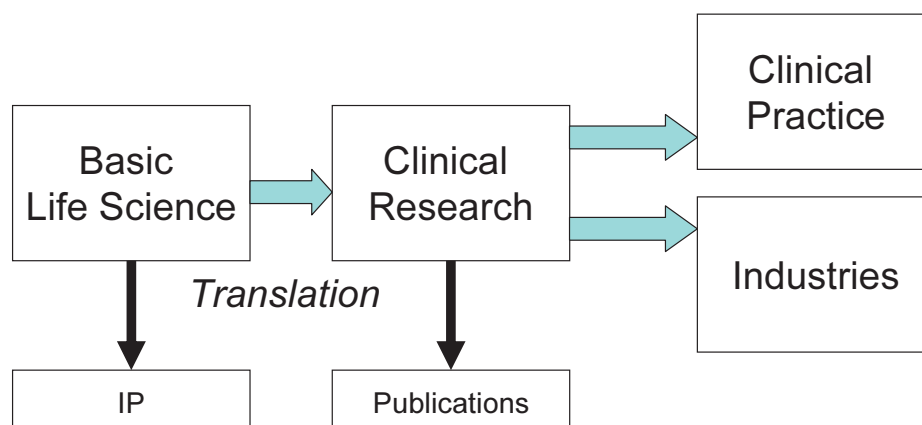 Basic
Life Science
Clinical
Research
Clinical
Practice
Industries
Translation
IP
Publications